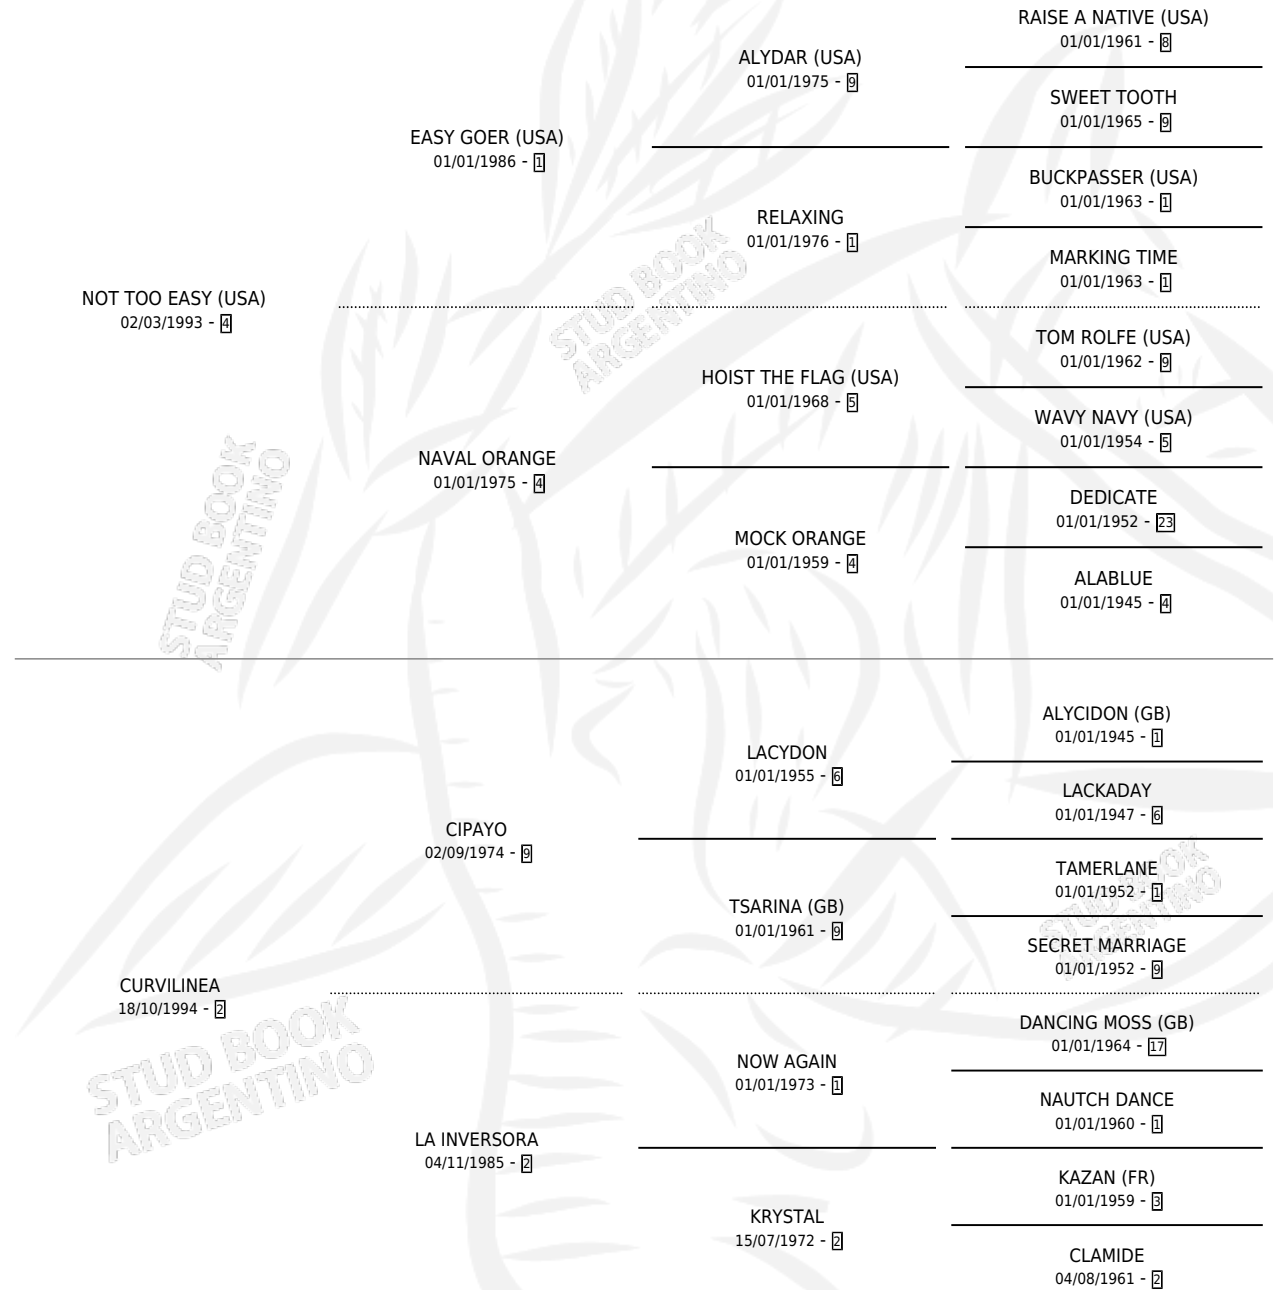 RAISE A NATIVE (USA)
01/01/1961 - 8
ALYDAR (USA)
01/01/1975 - 9
SWEET TOOTH
01/01/1965 - 9
EASY GOER (USA)
01/01/1986 - 1
BUCKPASSER (USA)
01/01/1963 - 1
RELAXING
01/01/1976 - 1
MARKING TIME
01/01/1963 - 1
NOT TOO EASY (USA)
02/03/1993 - 4
TOM ROLFE (USA)
01/01/1962 - 9
HOIST THE FLAG (USA)
01/01/1968 - 5
WAVY NAVY (USA)
01/01/1954 - 5
NAVAL ORANGE
01/01/1975 - 4
DEDICATE
01/01/1952 - 23
MOCK ORANGE
01/01/1959 - 4
ALABLUE
01/01/1945 - 4
ALYCIDON (GB)
01/01/1945 - 1
LACYDON
01/01/1955 - 6
LACKADAY
01/01/1947 - 6
CIPAYO
02/09/1974 - 9
TAMERLANE
01/01/1952 - 1
TSARINA (GB)
01/01/1961 - 9
SECRET MARRIAGE
01/01/1952 - 9
CURVILINEA
18/10/1994 - 2
DANCING MOSS (GB)
01/01/1964 - 17
NOW AGAIN
01/01/1973 - 1
NAUTCH DANCE
01/01/1960 - 1
LA INVERSORA
04/11/1985 - 2
KAZAN (FR)
01/01/1959 - 3
KRYSTAL
15/07/1972 - 2
CLAMIDE
04/08/1961 - 2
STUD BOOK
ARGENTINO
STUD BOOK
ARGENTINO
STUD BOOK
ARGENTINO
STUD BOOK
ARGENTINO